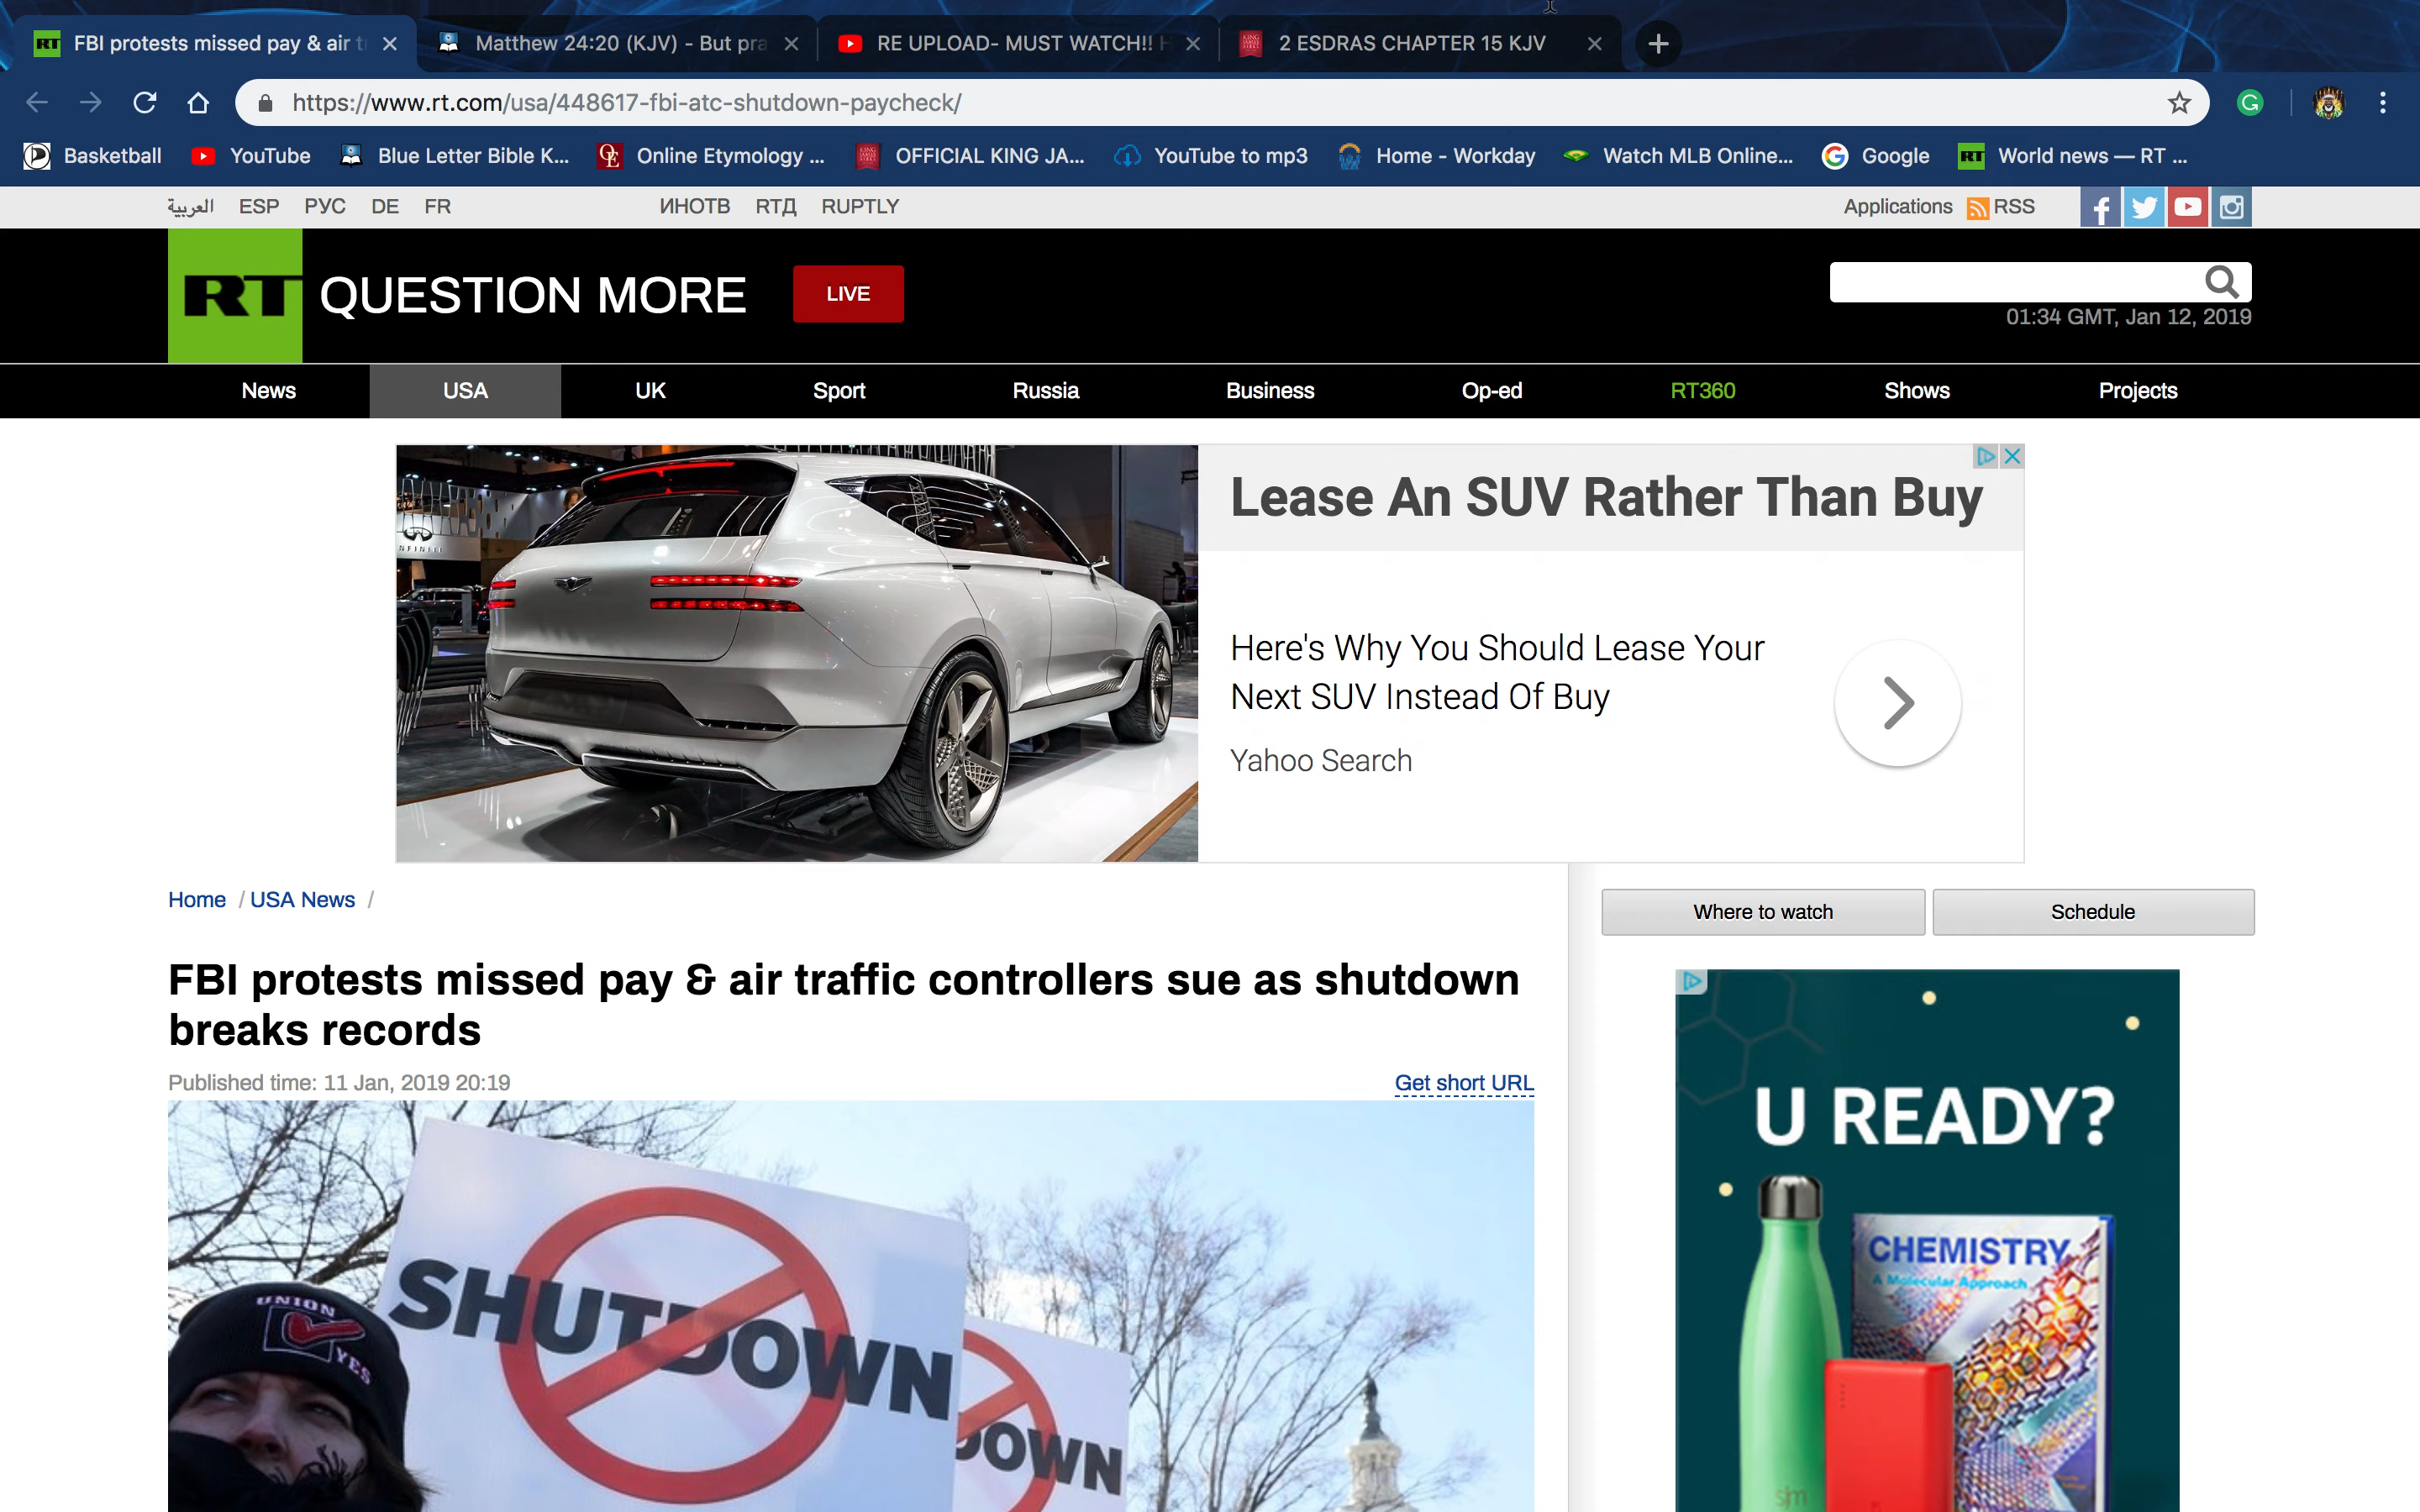 RT FBI protests missed pay & air t
Matthew 24:20 (KJV) - But pra
RE UPLOAD- MUST WATCH!! H
2 ESDRAS CHAPTER 15 KJV
https://www.rt.com/usa/448617-fbi-atc-shutdown-paycheck/
Basketball YouTube Blue Letter Bible K... Online Etymology ... OFFICIAL KING JA... YouTube to mp3 Home - Workday Watch MLB Online... Google RT World news — RT ...
العربية ESP РУС DE FR ИНОТВ RTД RUPTLY Applications RSS
RT QUESTION MORE LIVE
01:34 GMT, Jan 12, 2019
News USA UK Sport Russia Business Op-ed RT360 Shows Projects
INFINITI
Lease An SUV Rather Than Buy
Here's Why You Should Lease Your
Next SUV Instead Of Buy
Yahoo Search
Home / USA News /
Where to watch Schedule
FBI protests missed pay & air traffic controllers sue as shutdown
breaks records
Published time: 11 Jan, 2019 20:19 Get short URL
SHUTDOWN
DOWN
UNION
YES
U READY?
CHEMISTRY
A Molecular Approach
sjm